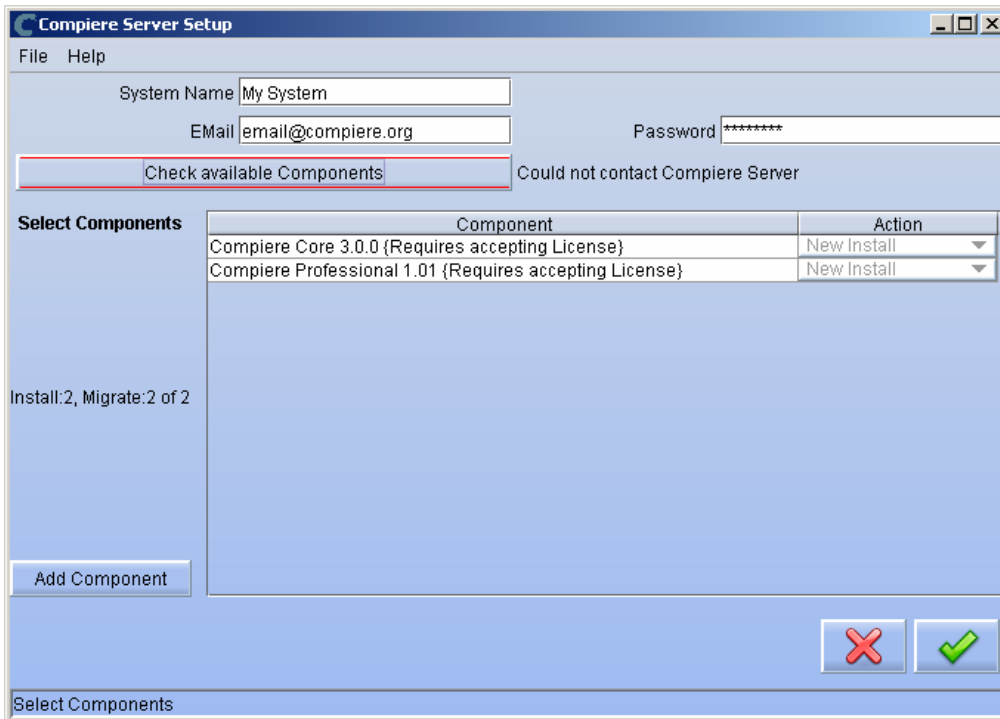 Compiere Server Setup
File Help
System Name My System
EMail email@compiere.org Password ********
Check available Components Could not contact Compiere Server
Select Components Component Action
Compiere Core 3.0.0 {Requires accepting License} New Install
Compiere Professional 1.01 {Requires accepting License} New Install
Install:2, Migrate:2 of 2
Add Component
Select Components